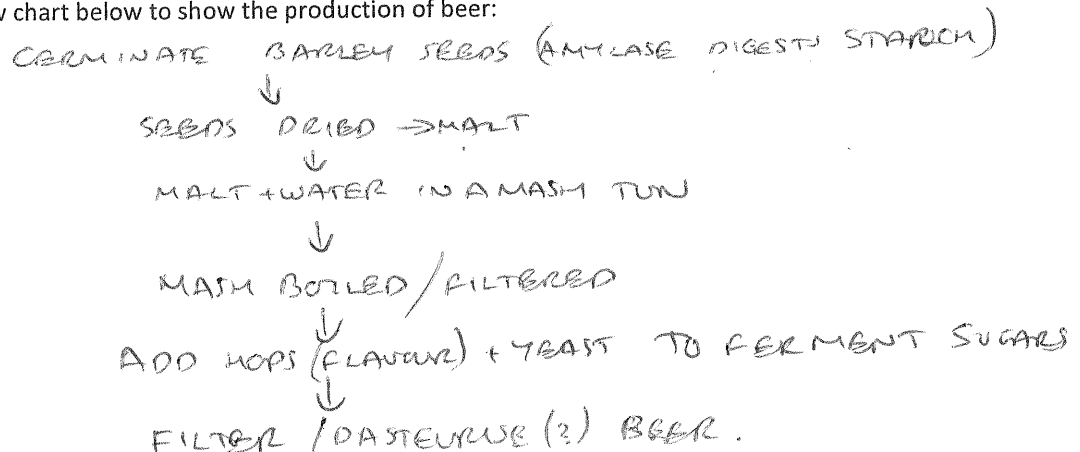 w chart below to show the production of beer:
GERMINATE BARLEY SEEDS (AMYLASE DIGESTS STARCH)
↓
SEEDS DRIED → MALT
↓
MALT + WATER IN A MASH TUN
↓
MASH BOILED / FILTERED
↓
ADD HOPS (FLAVOUR) + YEAST TO FERMENT SUGARS
↓
FILTER / PASTEURISE (?) BEER.